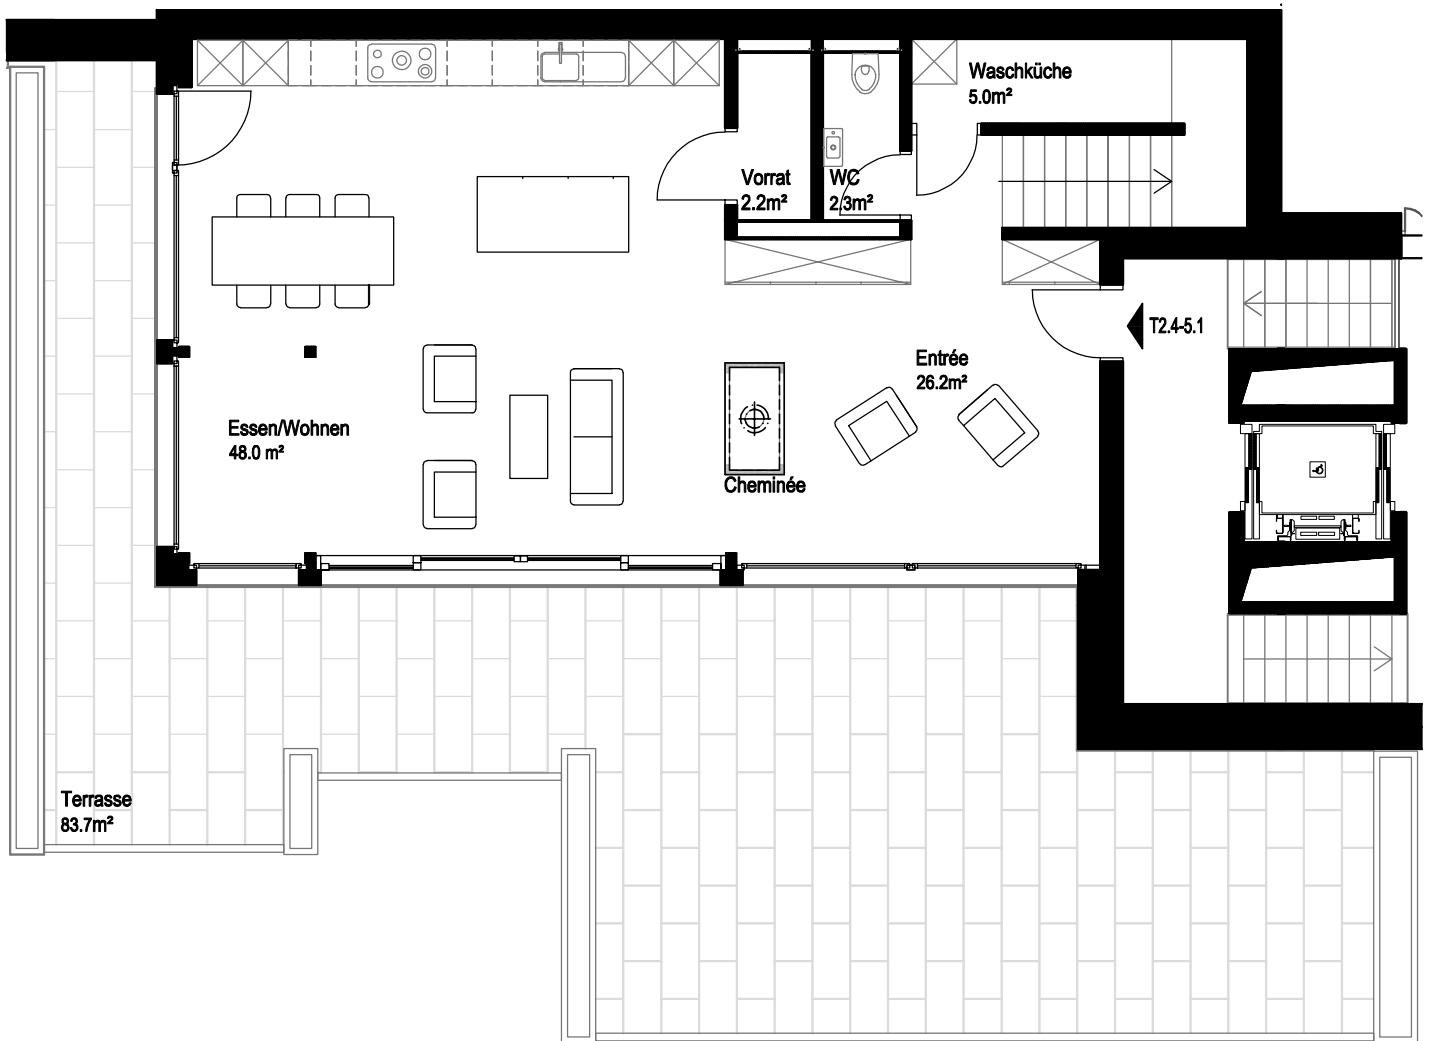 Waschküche
5.0m²
Vorrat
2.2m²
WC
2.3m²
T2.4-5.1
Entrée
26.2m²
Essen/Wohnen
48.0 m²
Cheminée
Terrasse
83.7m²